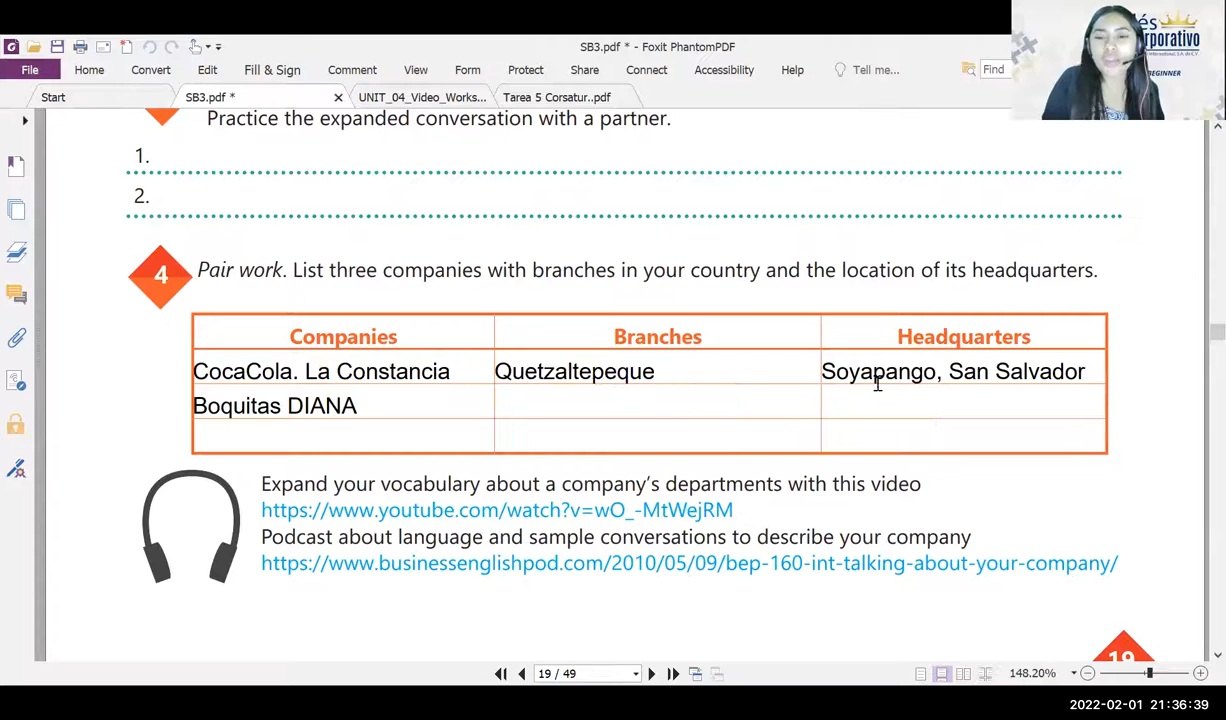 SB3.pdf * - Foxit PhantomPDF
File Home Convert Edit Fill & Sign Comment View Form Protect Share Connect Accessibility Help Tell me... Find
Start SB3.pdf * UNIT_04_Video_Works... Tarea 5 Corsatur..pdf
és
orporativo
BEGINNER
Practice the expanded conversation with a partner.
1.
2.
4 Pair work. List three companies with branches in your country and the location of its headquarters.
Companies Branches Headquarters
CocaCola. La Constancia Quetzaltepeque Soyapango, San Salvador
Boquitas DIANA
Expand your vocabulary about a company's departments with this video
https://www.youtube.com/watch?v=wO_-MtWejRM
Podcast about language and sample conversations to describe your company
https://www.businessenglishpod.com/2010/05/09/bep-160-int-talking-about-your-company/
19
19 / 49 148.20%
2022-02-01 21:36:39